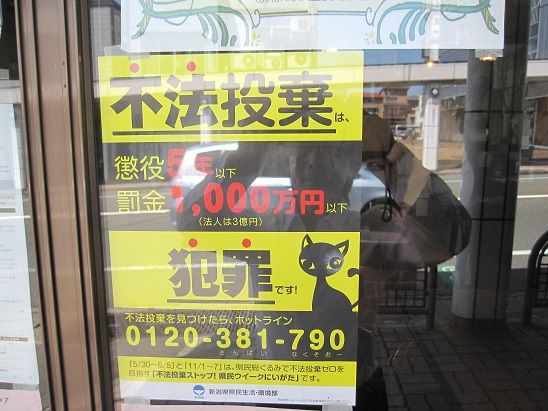 不法投棄は、
懲役5年以下
罰金1,000万円以下
(法人は3億円)
犯罪です!
不法投棄を見つけたら、ホットライン
0120-381-790
さんぱい なくそおー
「5/30~6/5」と「11/1~7」は、県民総ぐるみで不法投棄ゼロを
目指す「不法投棄ストップ!県民ウイークにいがた」です。
新潟県県民生活・環境部